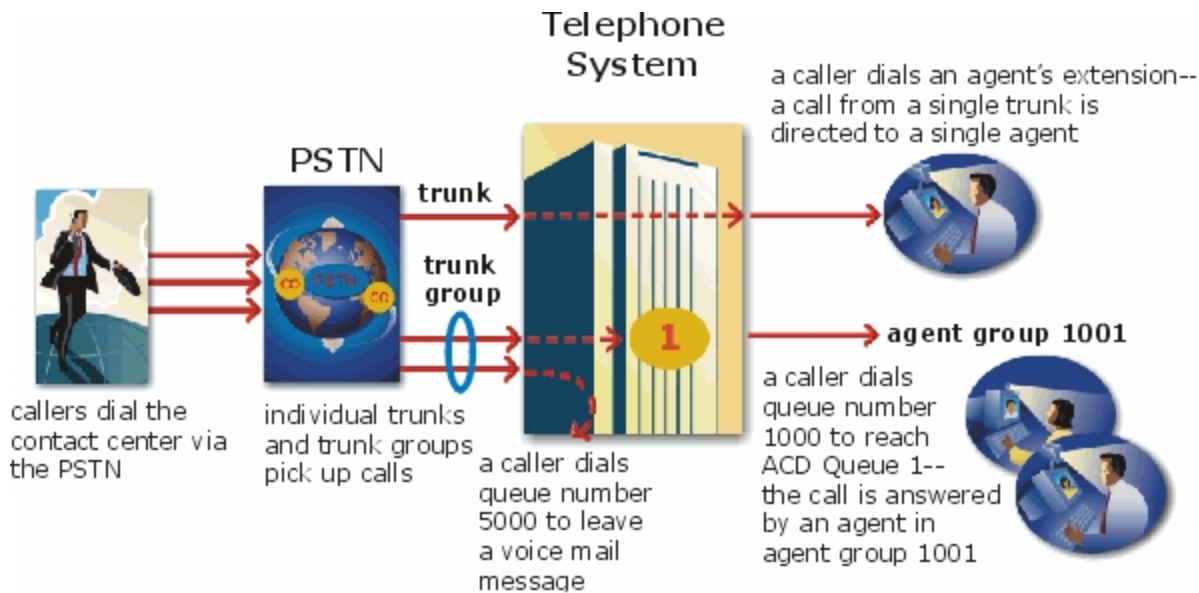 Telephone
System
a caller dials an agent's extension--
a call from a single trunk is
directed to a single agent
PSTN
trunk
trunk
group
CO
PSTN
CO
1
agent group 1001
callers dial the
contact center via
the PSTN
individual trunks
and trunk groups
pick up calls
a caller dials
queue number
5000 to leave
a voice mail
message
a caller dials
queue number
1000 to reach
ACD Queue 1--
the call is answered
by an agent in
agent group 1001